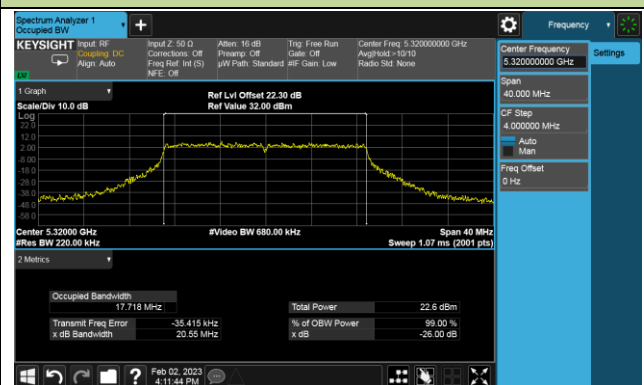 Spectrum Analyzer 1
Occupied BW
+
Frequency
KEYSIGHT
Input: RF
Coupling: DC
Align: Auto
Input Z: 50 Ω
Corrections: Off
Freq Ref: Int (S)
NFE: Off
Atten: 16 dB
Preamp: Off
µW Path: Standard
Trig: Free Run
Gate: Off
#IF Gain: Low
Center Freq: 5.320000000 GHz
Avg|Hold:>10/10
Radio Std: None
Center Frequency
5.320000000 GHz
Settings
Span
40.000 MHz
CF Step
4.000000 MHz
Auto
Man
Freq Offset
0 Hz
1 Graph
Scale/Div 10.0 dB
Ref Lvl Offset 22.30 dB
Ref Value 32.00 dBm
Log
22.0
12.0
2.00
-8.00
-18.0
-28.0
-38.0
-48.0
-58.0
Center 5.32000 GHz
#Res BW 220.00 kHz
#Video BW 680.00 kHz
Span 40 MHz
Sweep 1.07 ms (2001 pts)
2 Metrics
Occupied Bandwidth
17.718 MHz
Total Power 22.6 dBm
Transmit Freq Error -35.415 kHz
% of OBW Power 99.00 %
x dB Bandwidth 20.55 MHz
x dB -26.00 dB
?
Feb 02, 2023
4:11:44 PM